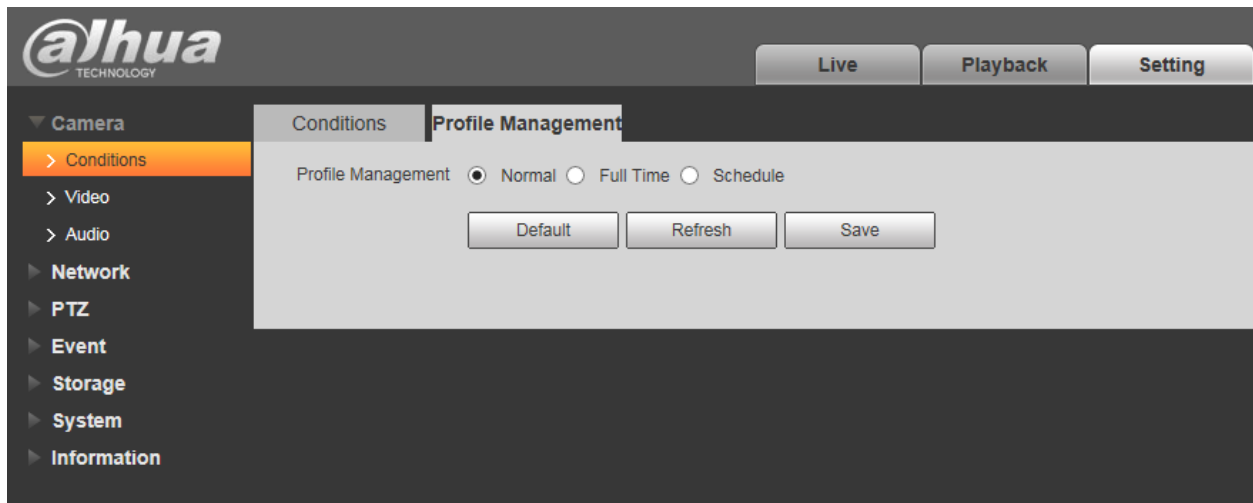 alhua
TECHNOLOGY
Live Playback Setting
Camera
Conditions Profile Management
Conditions
Profile Management Normal Full Time Schedule
Video
Default Refresh Save
Audio
Network
PTZ
Event
Storage
System
Information